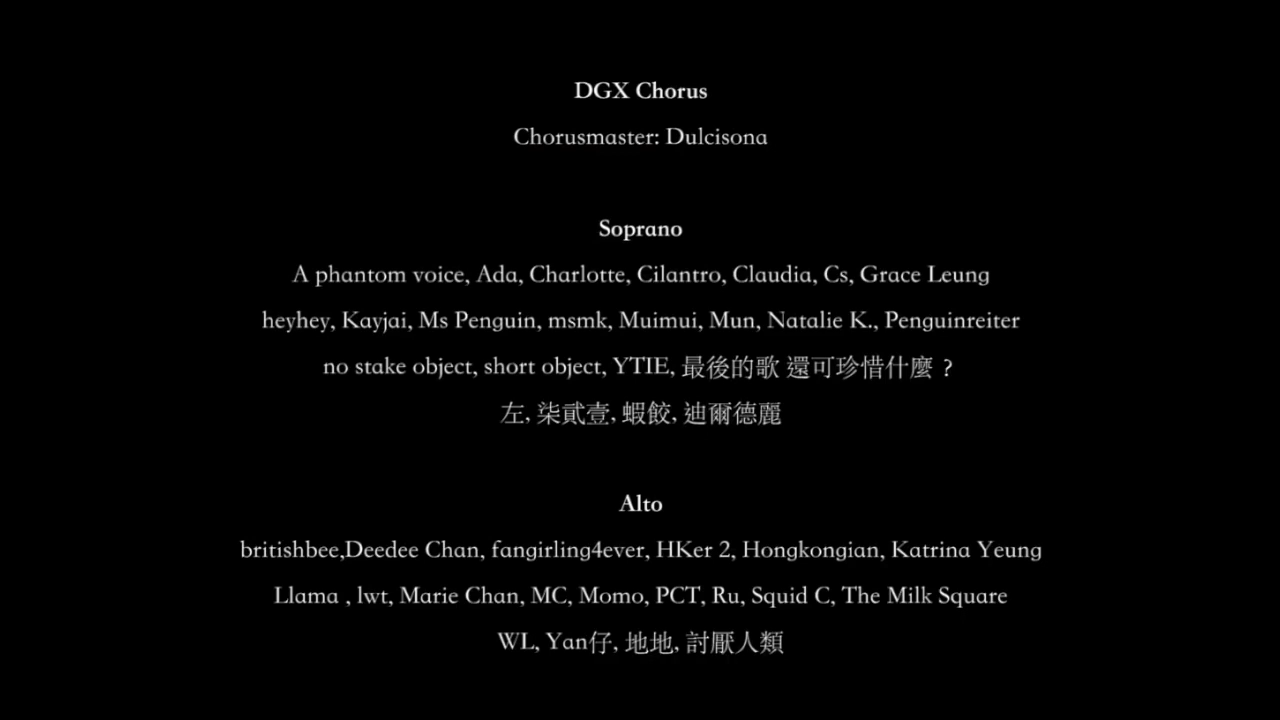 DGX Chorus
Chorusmaster: Dulcisona
Soprano
A phantom voice, Ada, Charlotte, Cilantro, Claudia, Cs, Grace Leung
heyhey, Kayjai, Ms Penguin, msmk, Muimui, Mun, Natalie K., Penguinreiter
no stake object, short object, YTIE, 最後的歌 還可珍惜什麼 ?
左, 柒貳壹, 蝦餃, 迪爾德麗
Alto
britishbee,Deedee Chan, fangirling4ever, HKer 2, Hongkongian, Katrina Yeung
Llama , lwt, Marie Chan, MC, Momo, PCT, Ru, Squid C, The Milk Square
WL, Yan仔, 地地, 討厭人類